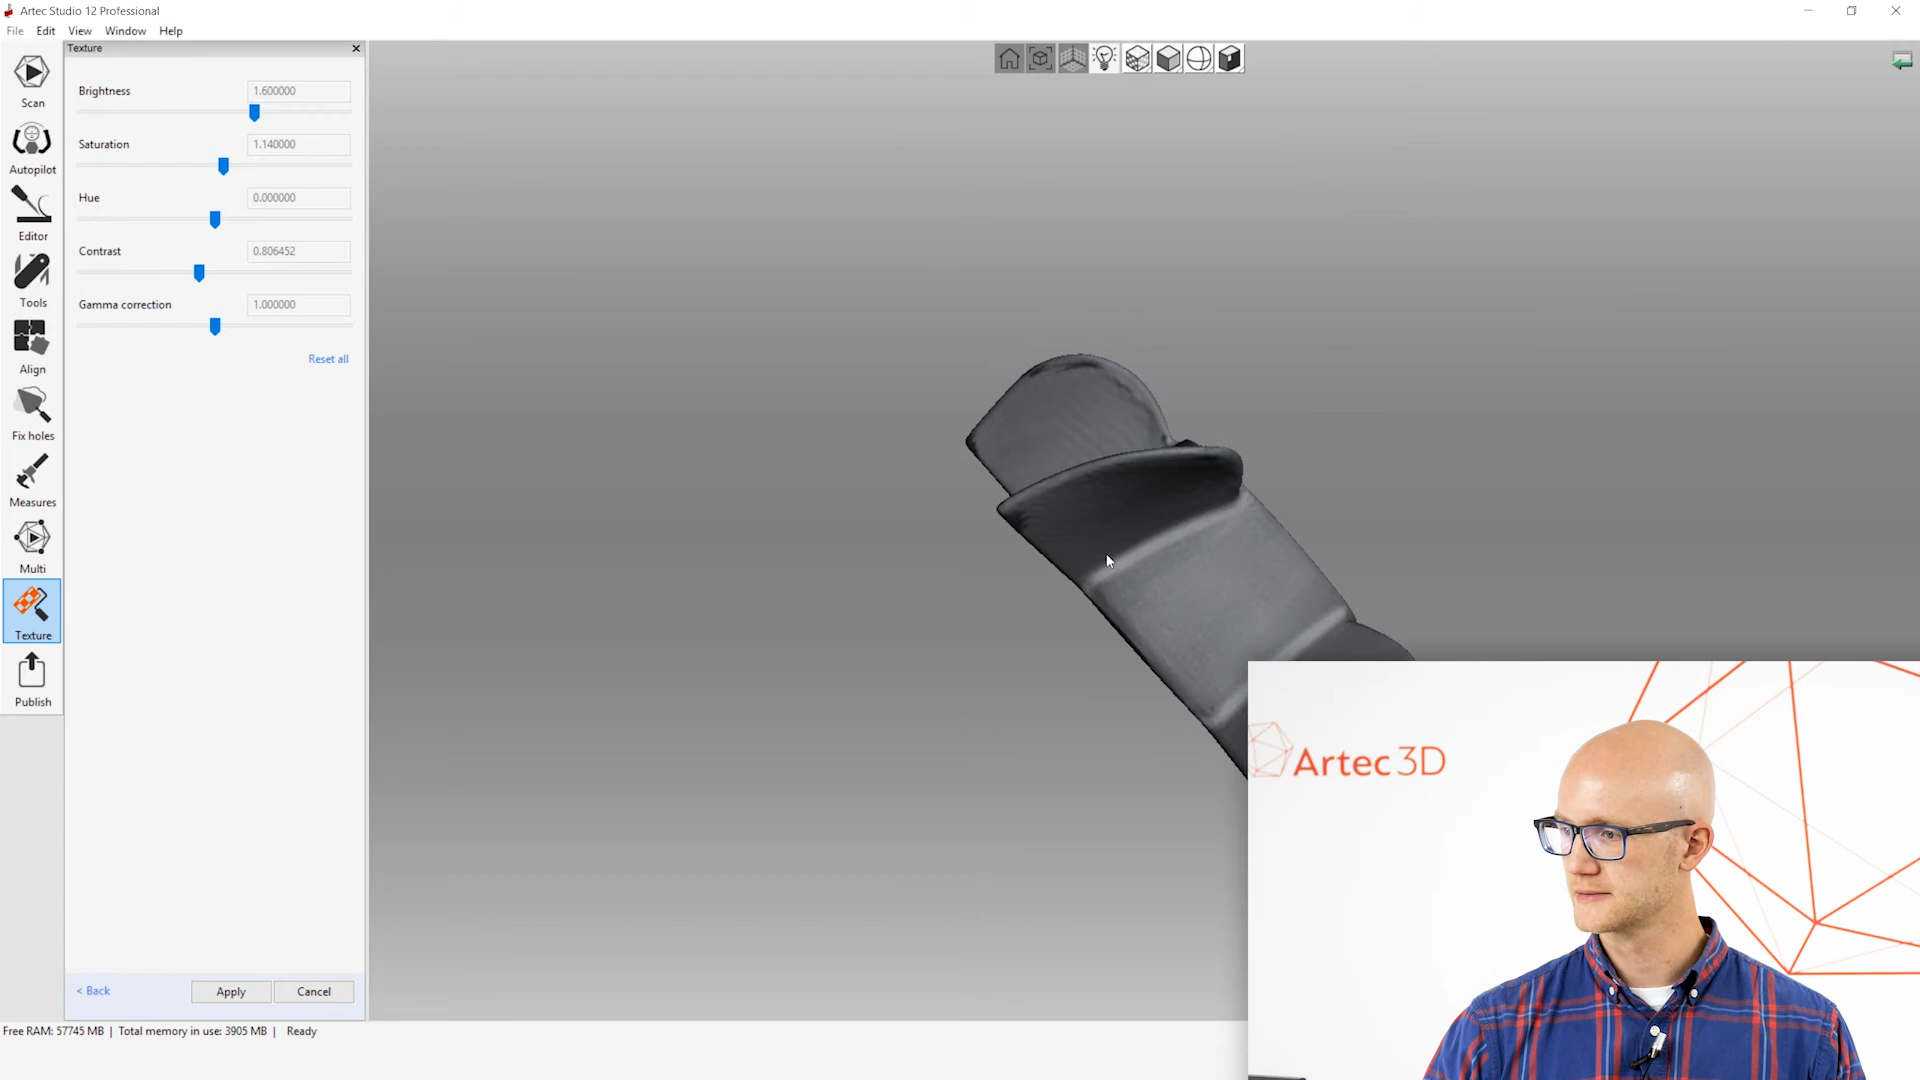 Artec Studio 12 Professional
File Edit View Window Help
Texture
Scan
Autopilot
Editor
Tools
Align
Fix holes
Measures
Multi
Texture
Publish
Brightness 1.600000
Saturation 1.140000
Hue 0.000000
Contrast 0.806452
Gamma correction 1.000000
Reset all
< Back Apply Cancel
Free RAM: 57745 MB | Total memory in use: 3905 MB | Ready
Artec 3D